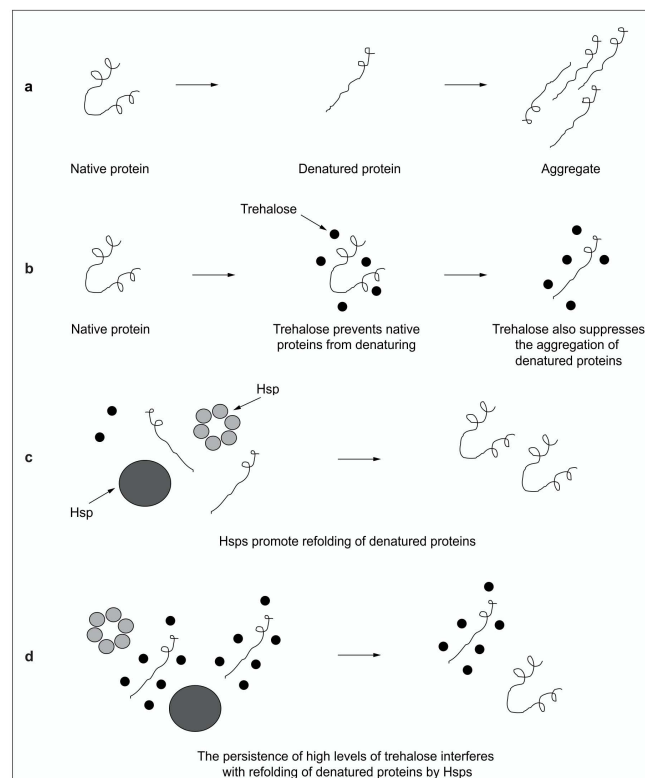 a
Native protein
Denatured protein
Aggregate
Trehalose
b
Native protein
Trehalose prevents native
proteins from denaturing
Trehalose also suppresses
the aggregation of
denatured proteins
Hsp
c
Hsp
Hsps promote refolding of denatured proteins
d
The persistence of high levels of trehalose interferes
with refolding of denatured proteins by Hsps